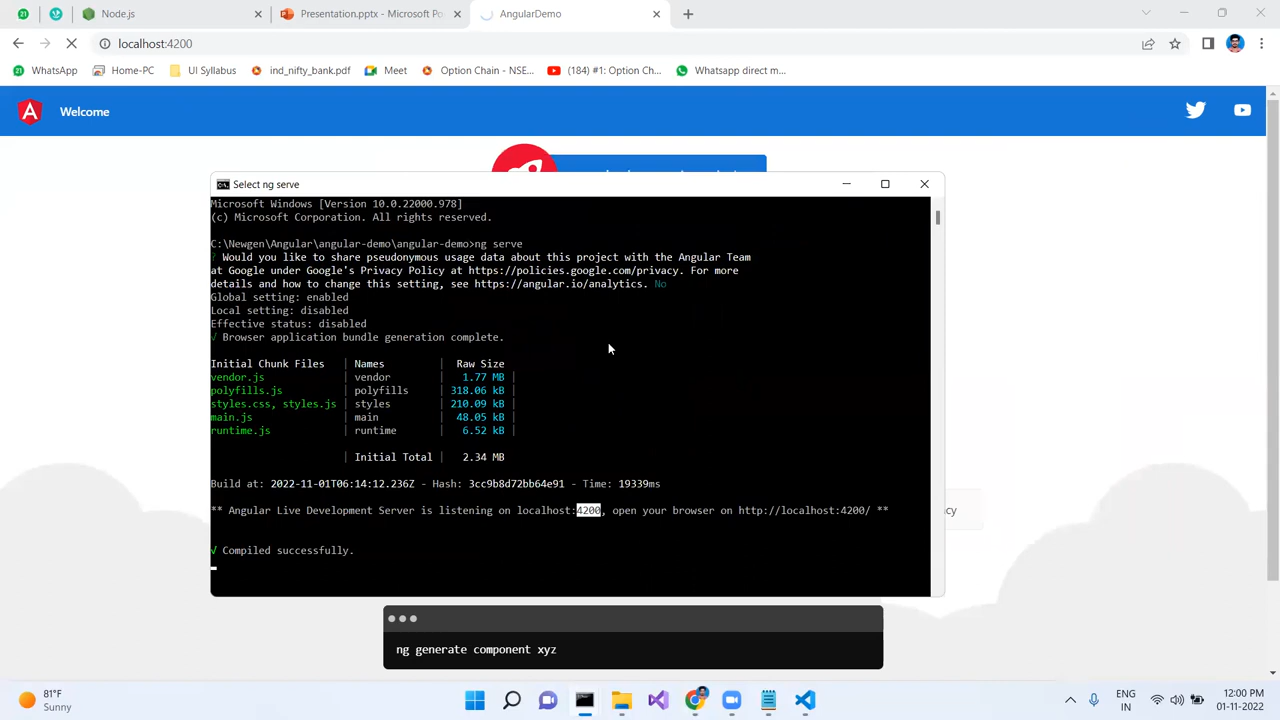 Node.js
Presentation.pptx - Microsoft Po
AngularDemo
localhost:4200
WhatsApp
Home-PC
UI Syllabus
ind_nifty_bank.pdf
Meet
Option Chain - NSE...
(184) #1: Option Ch...
Whatsapp direct m...
Welcome
Select ng serve
Microsoft Windows [Version 10.0.22000.978]
(c) Microsoft Corporation. All rights reserved.
C:\Newgen\Angular\angular-demo\angular-demo>ng serve
? Would you like to share pseudonymous usage data about this project with the Angular Team
at Google under Google's Privacy Policy at https://policies.google.com/privacy. For more
details and how to change this setting, see https://angular.io/analytics. No
Global setting: enabled
Local setting: disabled
Effective status: disabled
√ Browser application bundle generation complete.
Initial Chunk Files | Names | Raw Size
vendor.js | vendor | 1.77 MB |
polyfills.js | polyfills | 318.06 kB |
styles.css, styles.js | styles | 210.09 kB |
main.js | main | 48.05 kB |
runtime.js | runtime | 6.52 kB |
| Initial Total | 2.34 MB
Build at: 2022-11-01T06:14:12.236Z - Hash: 3cc9b8d72bb64e91 - Time: 19339ms
** Angular Live Development Server is listening on localhost:4200, open your browser on http://localhost:4200/ **
√ Compiled successfully.
cy
ng generate component xyz
81°F
Sunny
ENG
IN
12:00 PM
01-11-2022